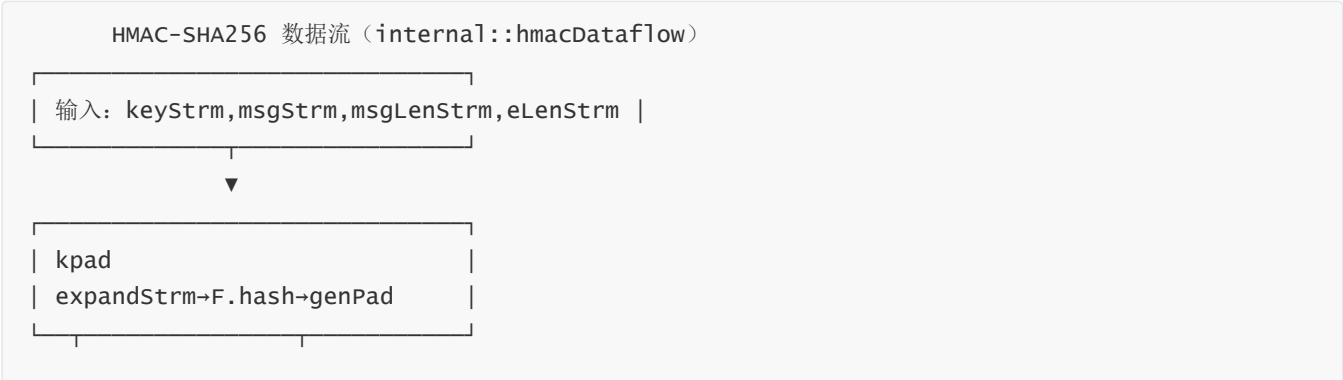 HMAC-SHA256 数据流（internal::hmacDataflow）
输入：keyStrm,msgStrm,msgLenStrm,eLenStrm
▼
kpad
expandStrm→F.hash→genPad